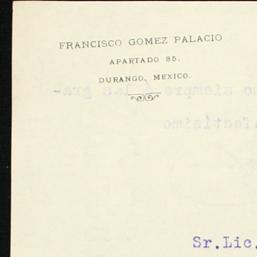 FRANCISCO GOMEZ PALACIO
APARTADO 85.
DURANGO, MEXICO.
Sr.Lic.